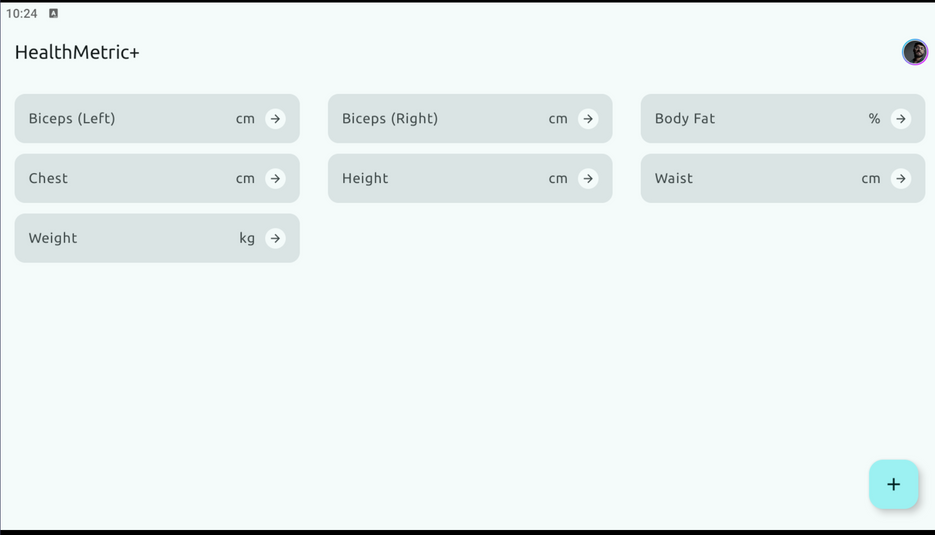 10:24 A
HealthMetric+
Biceps (Left) cm
Biceps (Right) cm
Body Fat %
Chest cm
Height cm
Waist cm
Weight kg
+